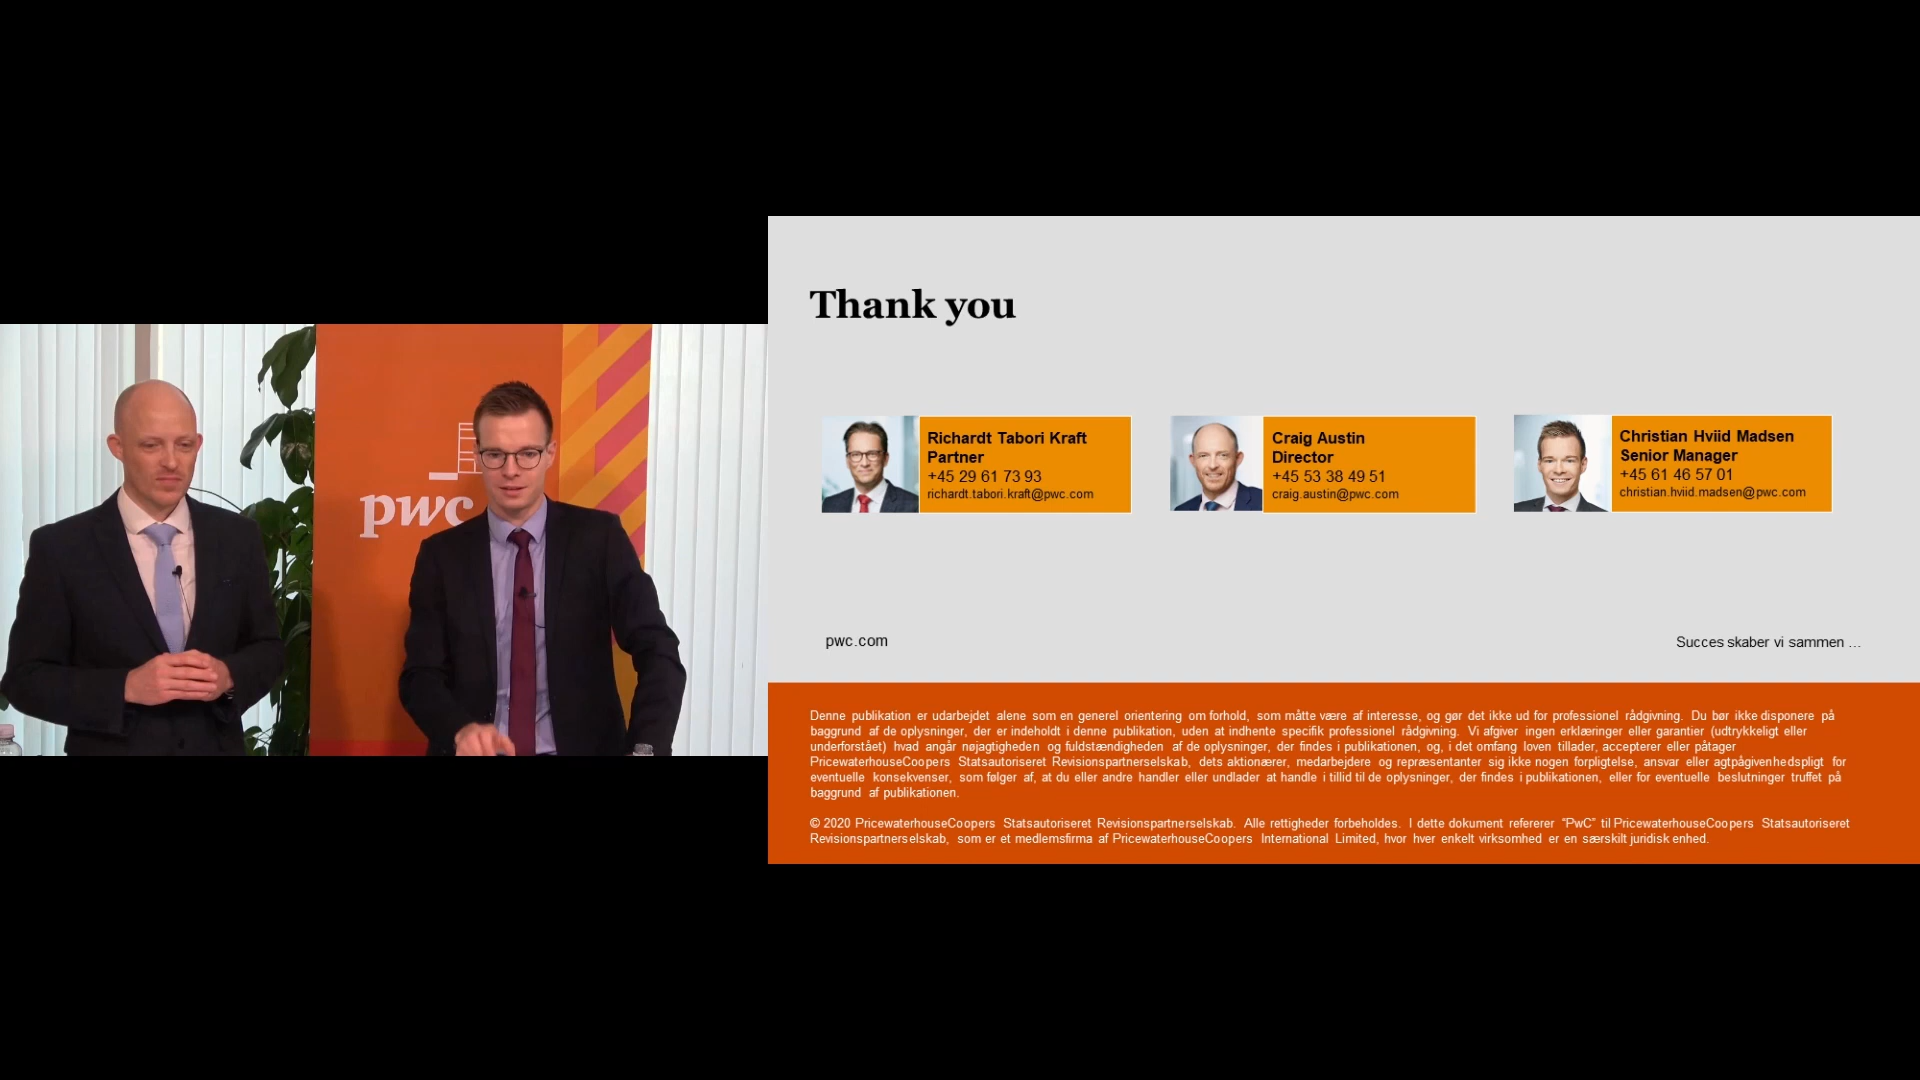 pwc
Thank you
Richardt Tabori Kraft
Partner
+45 29 61 73 93
richardt.tabori.kraft@pwc.com
Craig Austin
Director
+45 53 38 49 51
craig.austin@pwc.com
Christian Hviid Madsen
Senior Manager
+45 61 46 57 01
christian.hviid.madsen@pwc.com
pwc.com
Succes skaber vi sammen ...
Denne publikation er udarbejdet alene som en generel orientering om forhold, som måtte være af interesse, og gør det ikke ud for professionel rådgivning. Du bør ikke disponere på
baggrund af de oplysninger, der er indeholdt i denne publikation, uden at indhente specifik professionel rådgivning. Vi afgiver ingen erklæringer eller garantier (udtrykkeligt eller
underforstået) hvad angår nøjagtigheden og fuldstændigheden af de oplysninger, der findes i publikationen, og, i det omfang loven tillader, accepterer eller påtager
PricewaterhouseCoopers Statsautoriseret Revisionspartnerselskab, dets aktionærer, medarbejdere og repræsentanter sig ikke nogen forpligtelse, ansvar eller agtpågivenhedspligt for
eventuelle konsekvenser, som følger af, at du eller andre handler eller undlader at handle i tillid til de oplysninger, der findes i publikationen, eller for eventuelle beslutninger truffet på
baggrund af publikationen.
© 2020 PricewaterhouseCoopers Statsautoriseret Revisionspartnerselskab. Alle rettigheder forbeholdes. I dette dokument refererer "PwC" til PricewaterhouseCoopers Statsautoriseret
Revisionspartnerselskab, som er et medlemsfirma af PricewaterhouseCoopers International Limited, hvor hver enkelt virksomhed er en særskilt juridisk enhed.